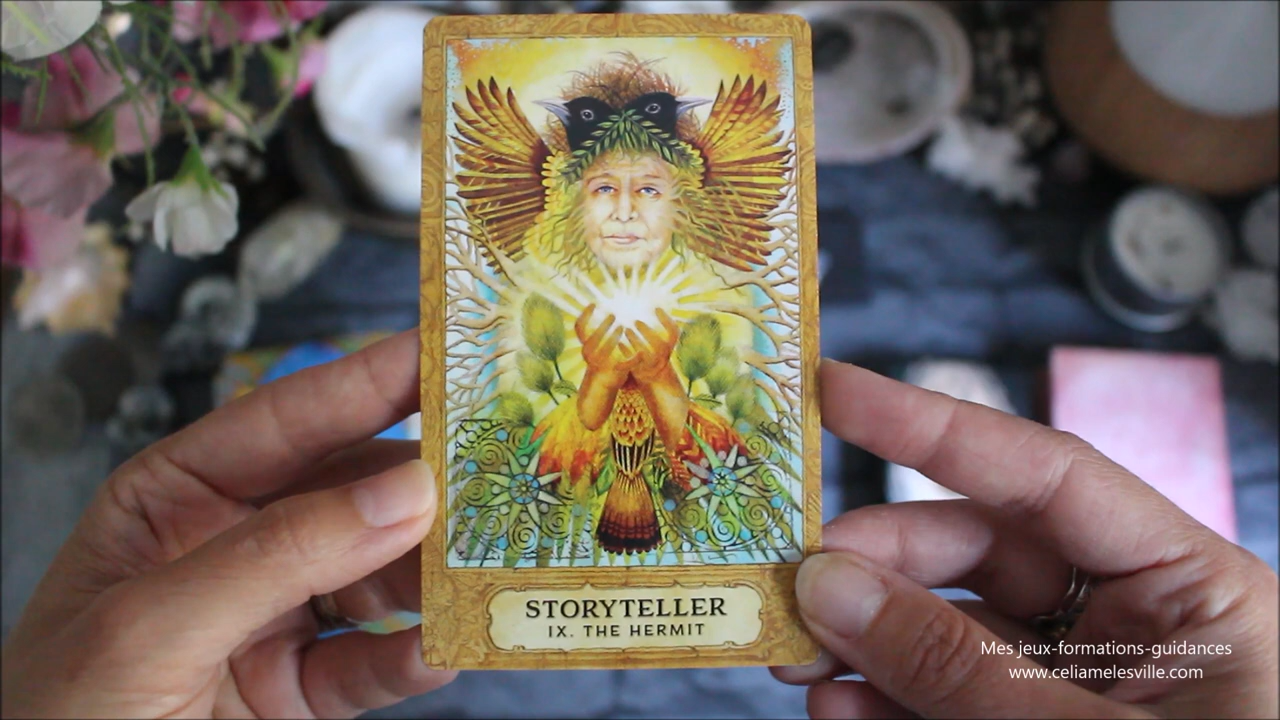 STORYTELLER
IX. THE HERMIT
Mes jeux-formations-guidances
www.celiamelesville.com